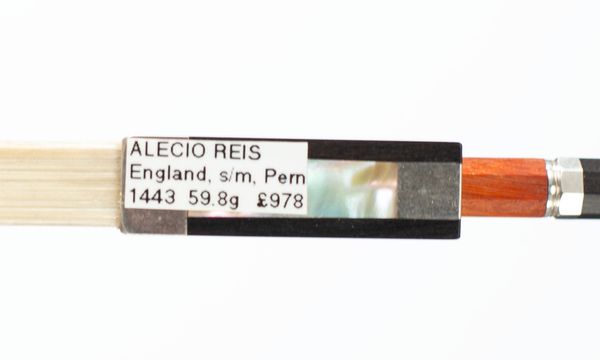 ALECIO REIS
England, s/m, Pern
1443 59.8g £978